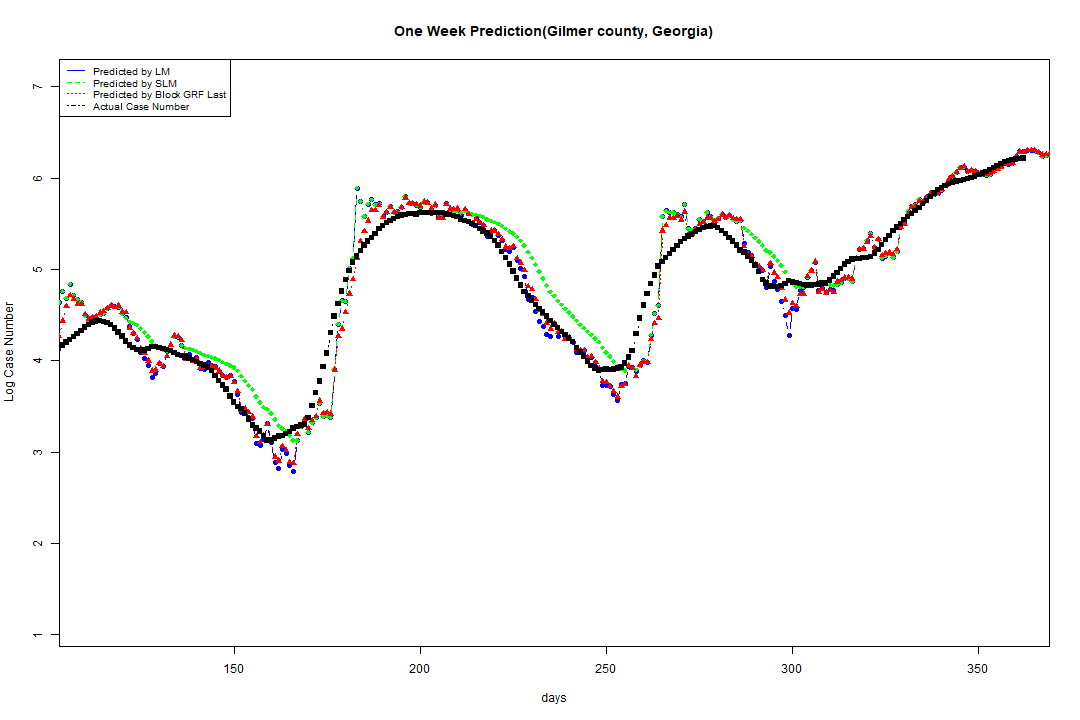 One Week Prediction(Gilmer county, Georgia)
Predicted by LM
Predicted by SLM
Predicted by Block GRF Last
Actual Case Number
7
6
5
4
3
2
1
Log Case Number
150
200
250
300
350
days